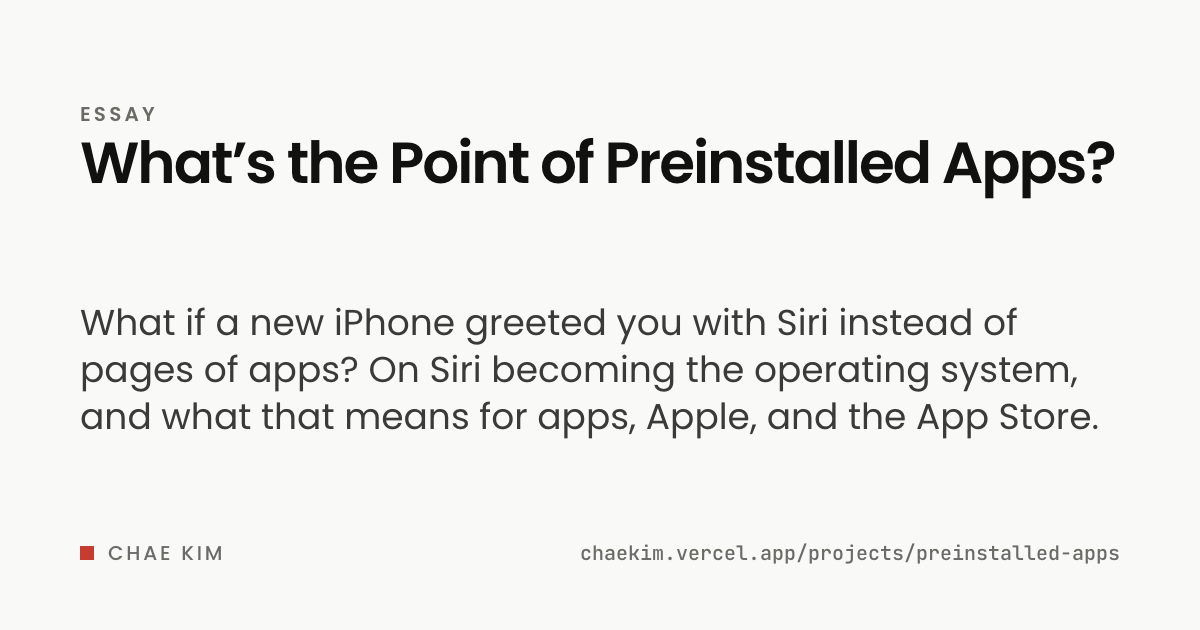 ESSAY
What’s the Point of Preinstalled Apps?
What if a new iPhone greeted you with Siri instead of
pages of apps? On Siri becoming the operating system,
and what that means for apps, Apple, and the App Store.
CHAE KIM
chaekim.vercel.app/projects/preinstalled-apps